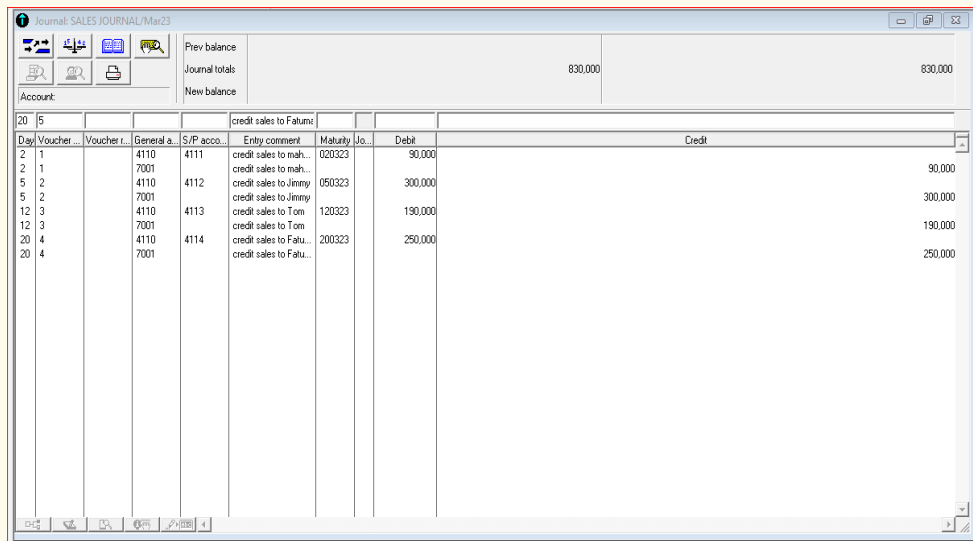 Journal: SALES JOURNAL/Mar23
Prev balance
Journal totals 830,000 830,000
New balance
Account:
20 5 credit sales to Fatuma
Day Voucher ... Voucher r... General a... S/P acco... Entry comment Maturity Jo... Debit Credit
2 1 4110 4111 credit sales to mah... 020323 90,000
2 1 7001 credit sales to mah... 90,000
5 2 4110 4112 credit sales to Jimmy 050323 300,000
5 2 7001 credit sales to Jimmy 300,000
12 3 4110 4113 credit sales to Tom 120323 190,000
12 3 7001 credit sales to Tom 190,000
20 4 4110 4114 credit sales to Fatu... 200323 250,000
20 4 7001 credit sales to Fatu... 250,000